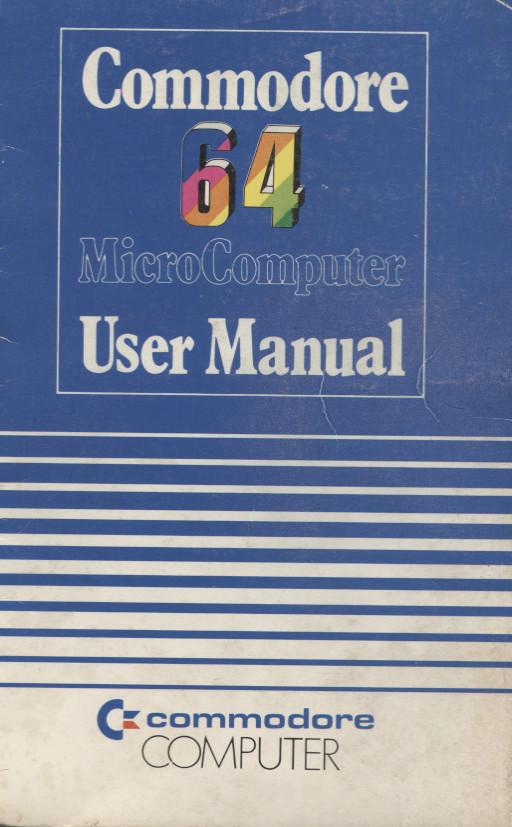 Commodore
64
MicroComputer
User Manual
commodore
COMPUTER